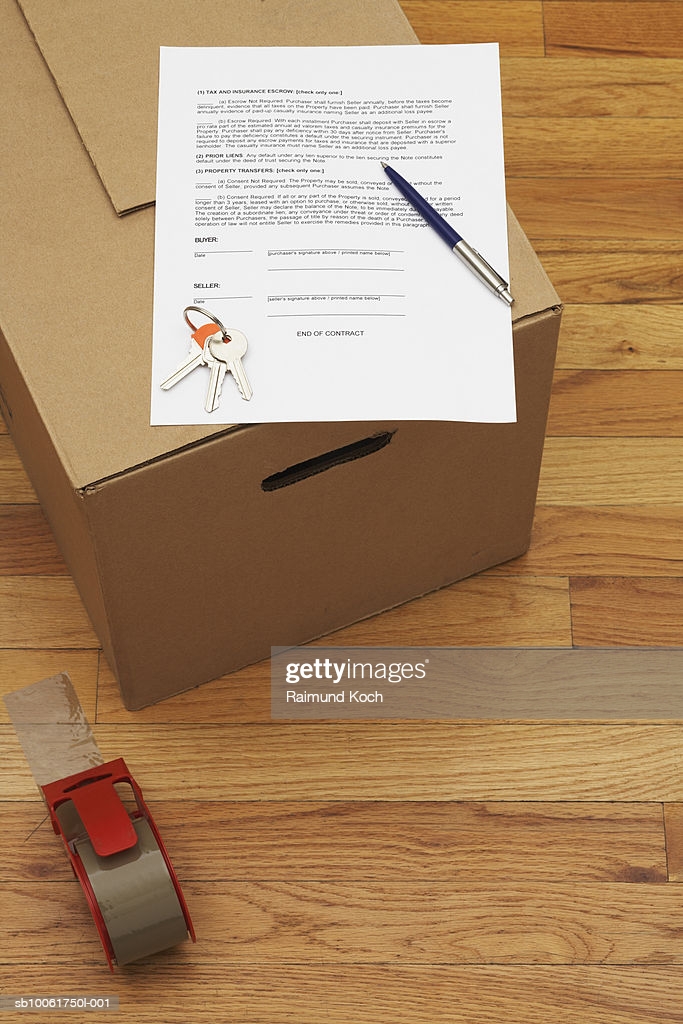 (1) TAX AND INSURANCE ESCROW: [check only one:]
____ (a) Escrow Not Required. Purchaser shall furnish Seller annually, before the taxes become
delinquent, evidence that all taxes on the Property have been paid. Purchaser shall furnish Seller
annually evidence of paid-up casualty insurance naming Seller as an additional loss payee.
____ (b) Escrow Required. With each installment Purchaser shall deposit with Seller in escrow a
pro rata part of the estimated annual ad valorem taxes and casualty insurance premiums for the
Property. Purchaser shall pay any deficiency within 30 days after notice from Seller. Purchaser's
failure to pay the deficiency constitutes a default under the securing instrument. Purchaser is not
required to deposit any escrow payments for taxes and insurance that are deposited with a superior
lienholder. The casualty insurance must name Seller as an additional loss payee.
(2) PRIOR LIENS. Any default under any lien superior to the lien securing the Note constitutes
default under the deed of trust securing the Note.
(3) PROPERTY TRANSFERS: [check only one:]
____ (a) Consent Not Required. The Property may be sold, conveyed without the
consent of Seller, provided any subsequent Purchaser assumes the Note.
____ (b) Consent Required. If all or any part of the Property is sold, conveyed for a period
longer than 3 years, leased with an option to purchase, or otherwise sold, without written
consent of Seller, Seller may declare the balance of the Note, to be immediately payable.
The creation of a subordinate lien, any conveyance under threat or order of any deed
solely between Purchasers, the passage of title by reason of the death of a Purchaser
operation of law will not entitle Seller to exercise the remedies provided in this paragraph
BUYER:
Date [purchaser's signature above / printed name below]
SELLER:
Date [seller's signature above / printed name below]
END OF CONTRACT
gettyimages®
Raimund Koch
sb10061750l-001